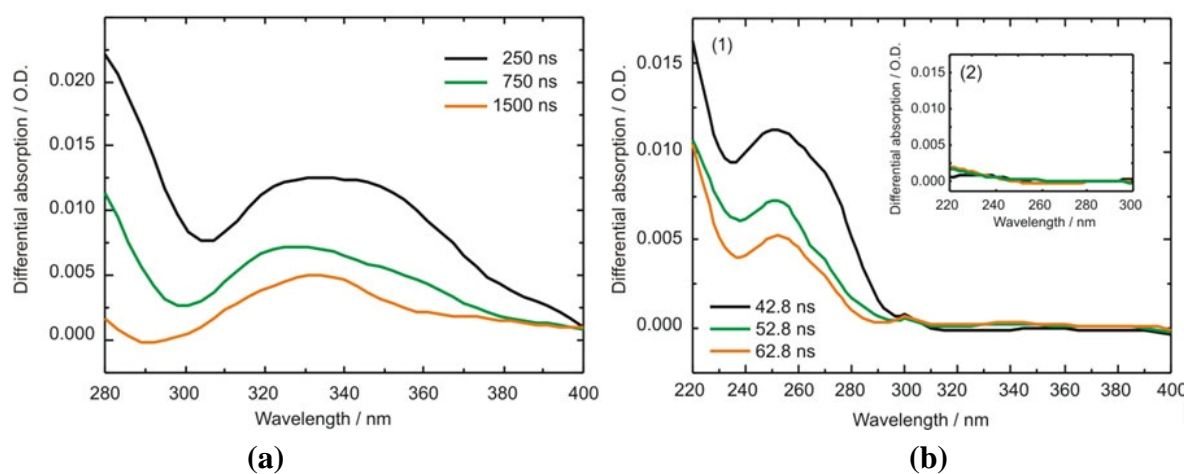 250 ns
750 ns
1500 ns
0.020
0.015
0.010
0.005
0.000
Differential absorption / O.D.
280 300 320 340 360 380 400
Wavelength / nm
(a)
(1)
0.015
0.010
0.005
0.000
Differential absorption / O.D.
42.8 ns
52.8 ns
62.8 ns
220 240 260 280 300 320 340 360 380 400
Wavelength / nm
(2)
0.015
0.010
0.005
0.000
Differential absorption / O.D.
220 240 260 280 300
Wavelength / nm
(b)